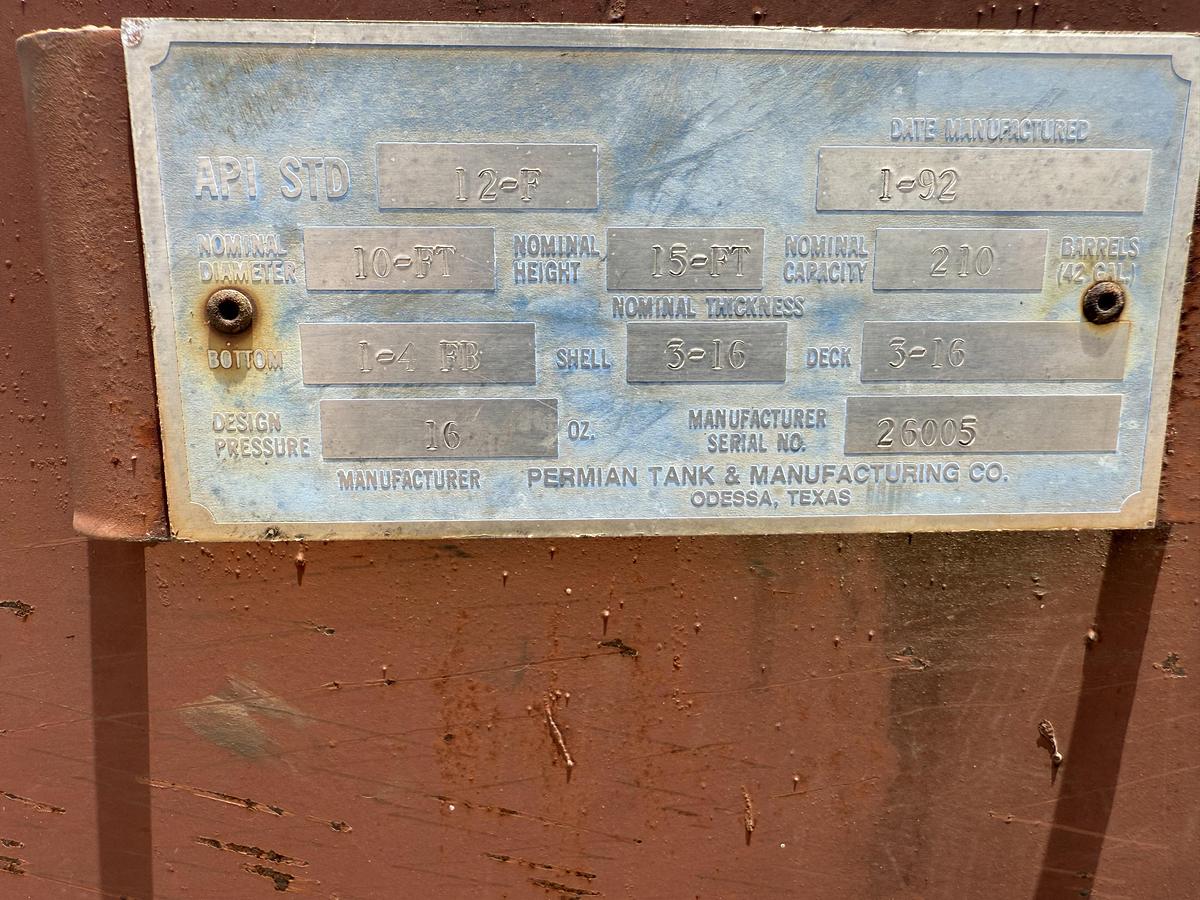 DATE MANUFACTURED
API STD 12-F 1-92
NOMINAL DIAMETER 10-FT NOMINAL HEIGHT 15-FT NOMINAL CAPACITY 210 BARRELS (42 GAL.)
NOMINAL THICKNESS
BOTTOM 1-4 FB SHELL 3-16 DECK 3-16
DESIGN PRESSURE 16 OZ. MANUFACTURER SERIAL NO. 26005
MANUFACTURER PERMIAN TANK & MANUFACTURING CO.
ODESSA, TEXAS